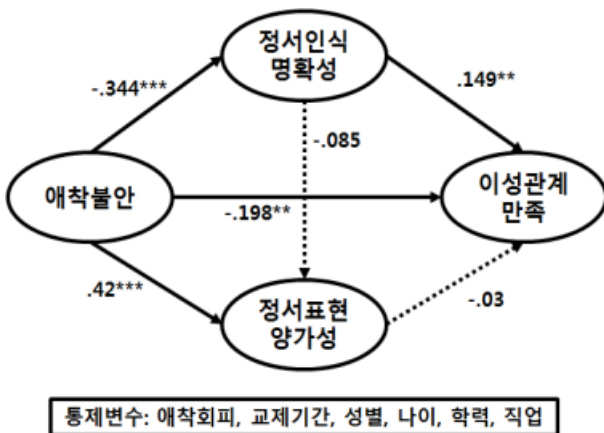 정서인식
명확성
-.344***
.149**
-.085
애착불안
이성관계
만족
-.198**
.42***
정서표현
양가성
-.03
통제변수: 애착회피, 교제기간, 성별, 나이, 학력, 직업